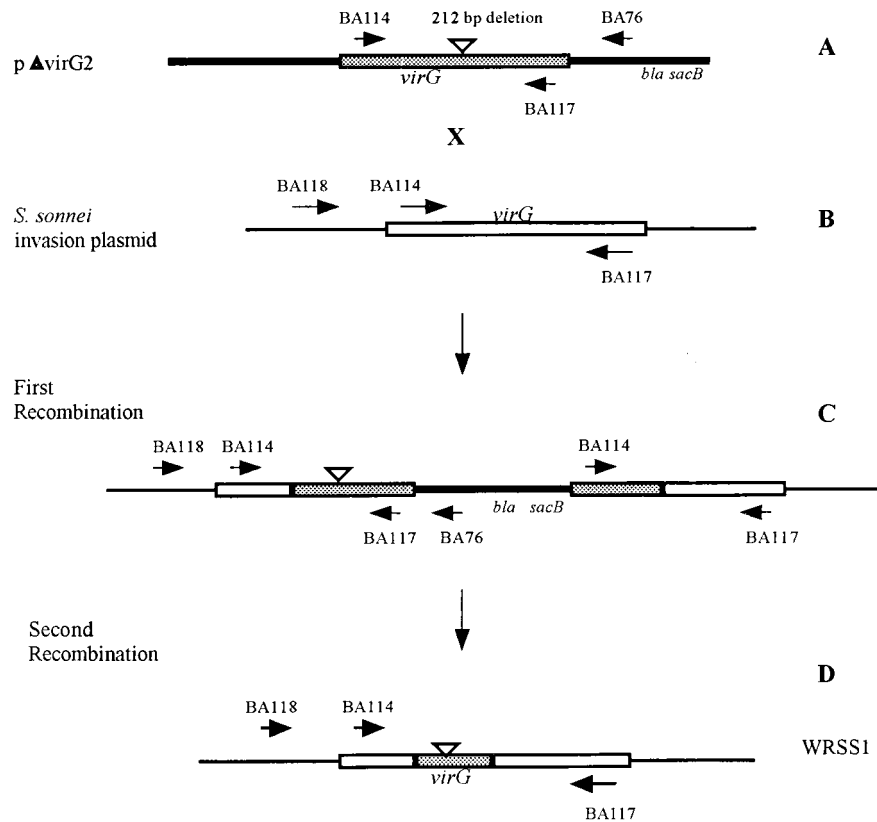 BA114 212 bp deletion BA76
p ΔvirG2 A
virG bla sacB
BA117
X
BA118 BA114
S. sonnei virG
invasion plasmid B
BA117
First
Recombination C
BA118 BA114 BA114
bla sacB
BA117 BA76 BA117
Second
Recombination
D
BA118 BA114
WRSS1
virG
BA117